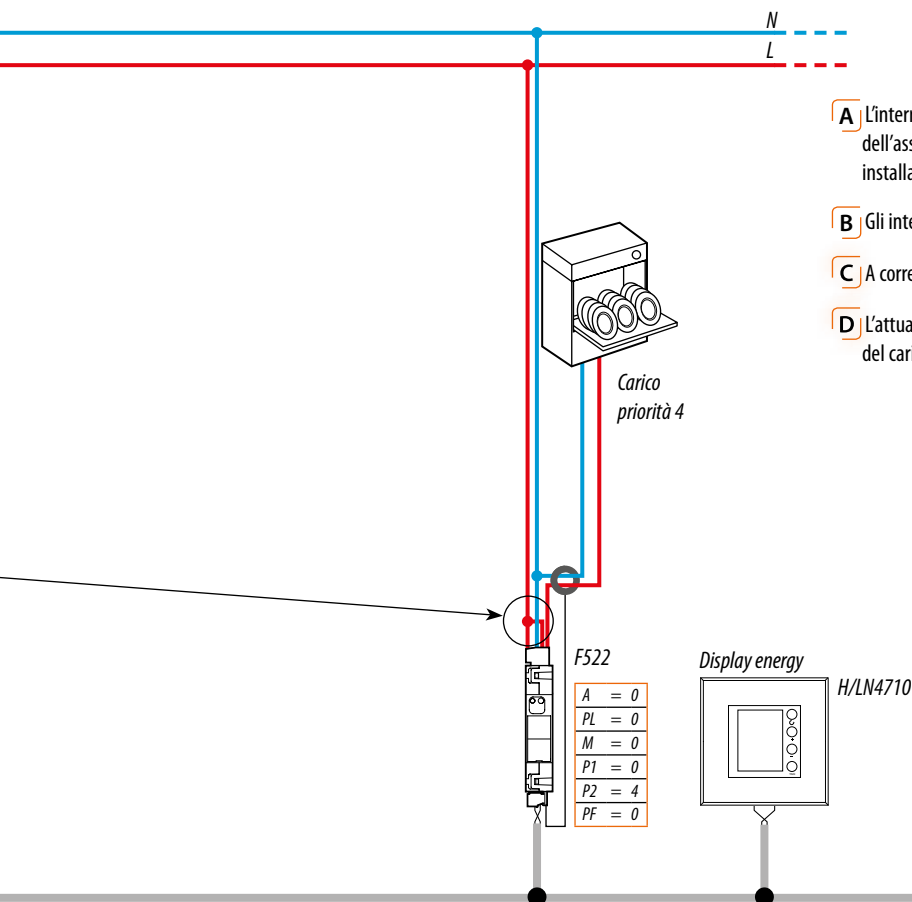 N
L
A L'inter
dell'ass
installa
B Gli inte
C A corre
D L'attua
del cari
Carico
priorità 4
F522
A = 0
PL = 0
M = 0
P1 = 0
P2 = 4
PF = 0
Display energy
H/LN4710